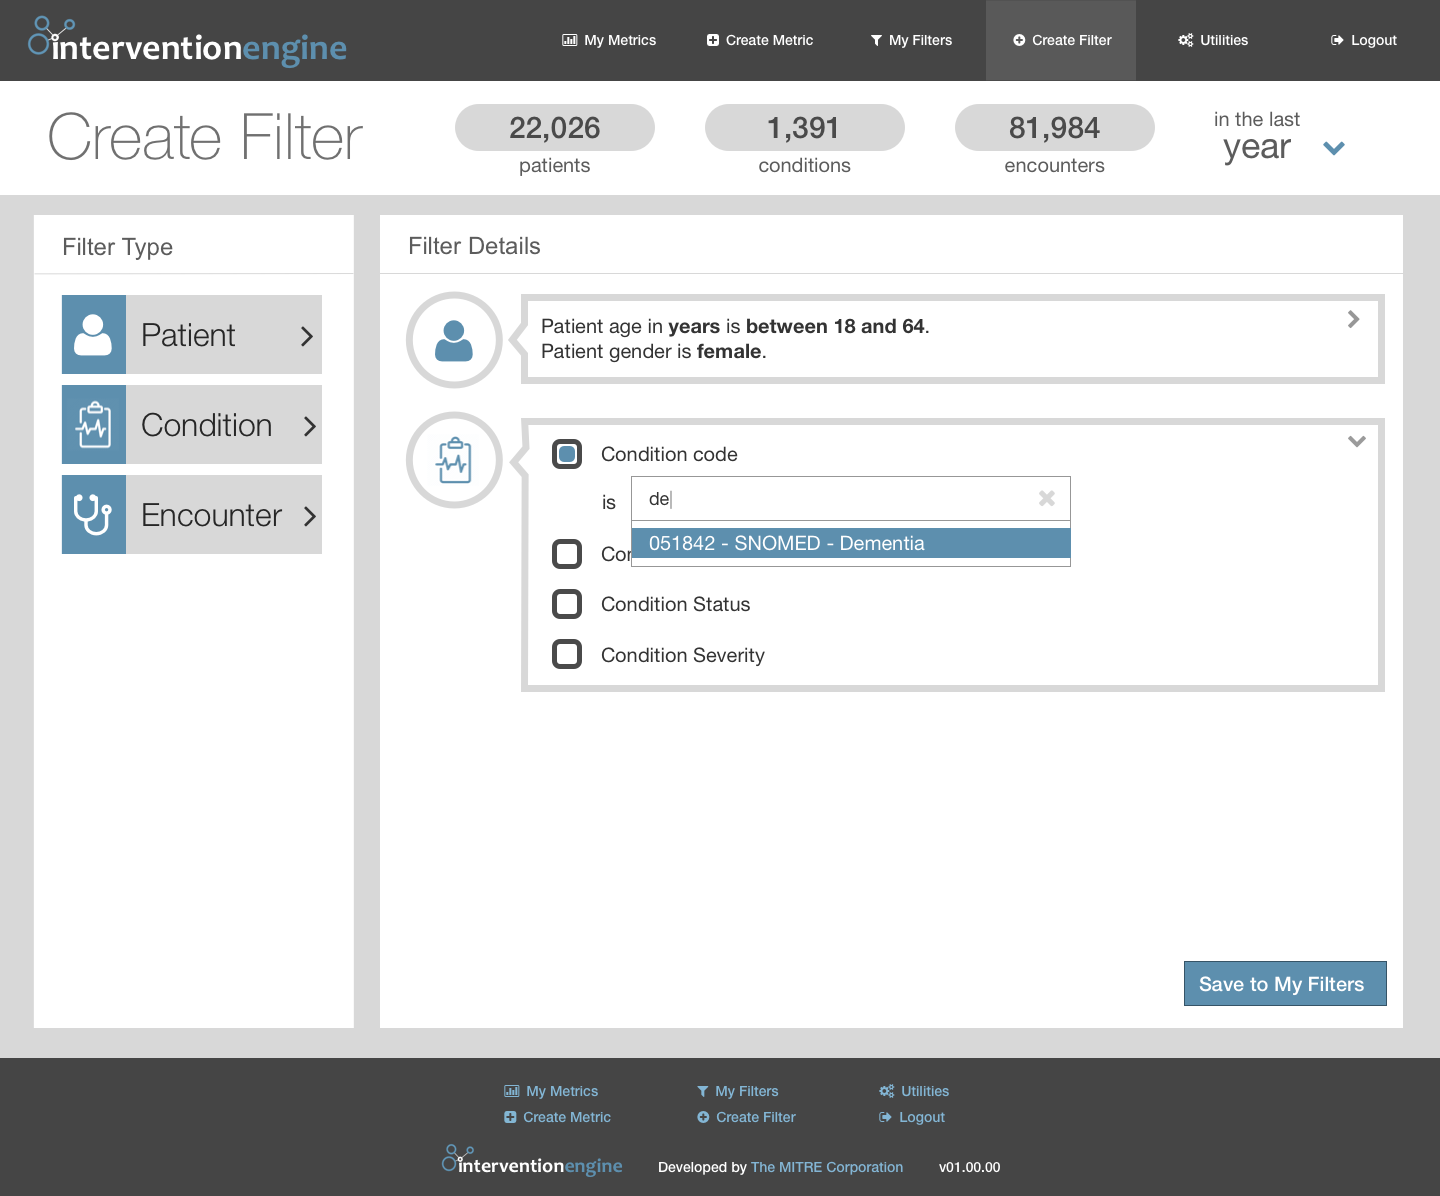 interventionengine
My Metrics
Create Metric
My Filters
Create Filter
Utilities
Logout
Create Filter
22,026
patients
1,391
conditions
81,984
encounters
in the last
year
Filter Type
Patient
Condition
Encounter
Filter Details
Patient age in years is between 18 and 64.
Patient gender is female.
Condition code
is
de
051842 - SNOMED - Dementia
Condition Status
Condition Severity
Save to My Filters
My Metrics
My Filters
Utilities
Create Metric
Create Filter
Logout
interventionengine
Developed by The MITRE Corporation
v01.00.00